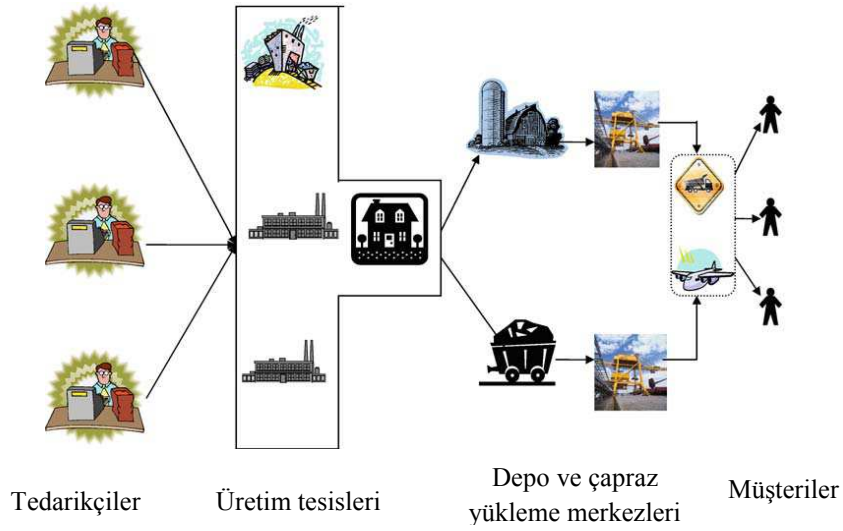 Tedarikçiler
Üretim tesisleri
Depo ve çapraz
yükleme merkezleri
Müşteriler